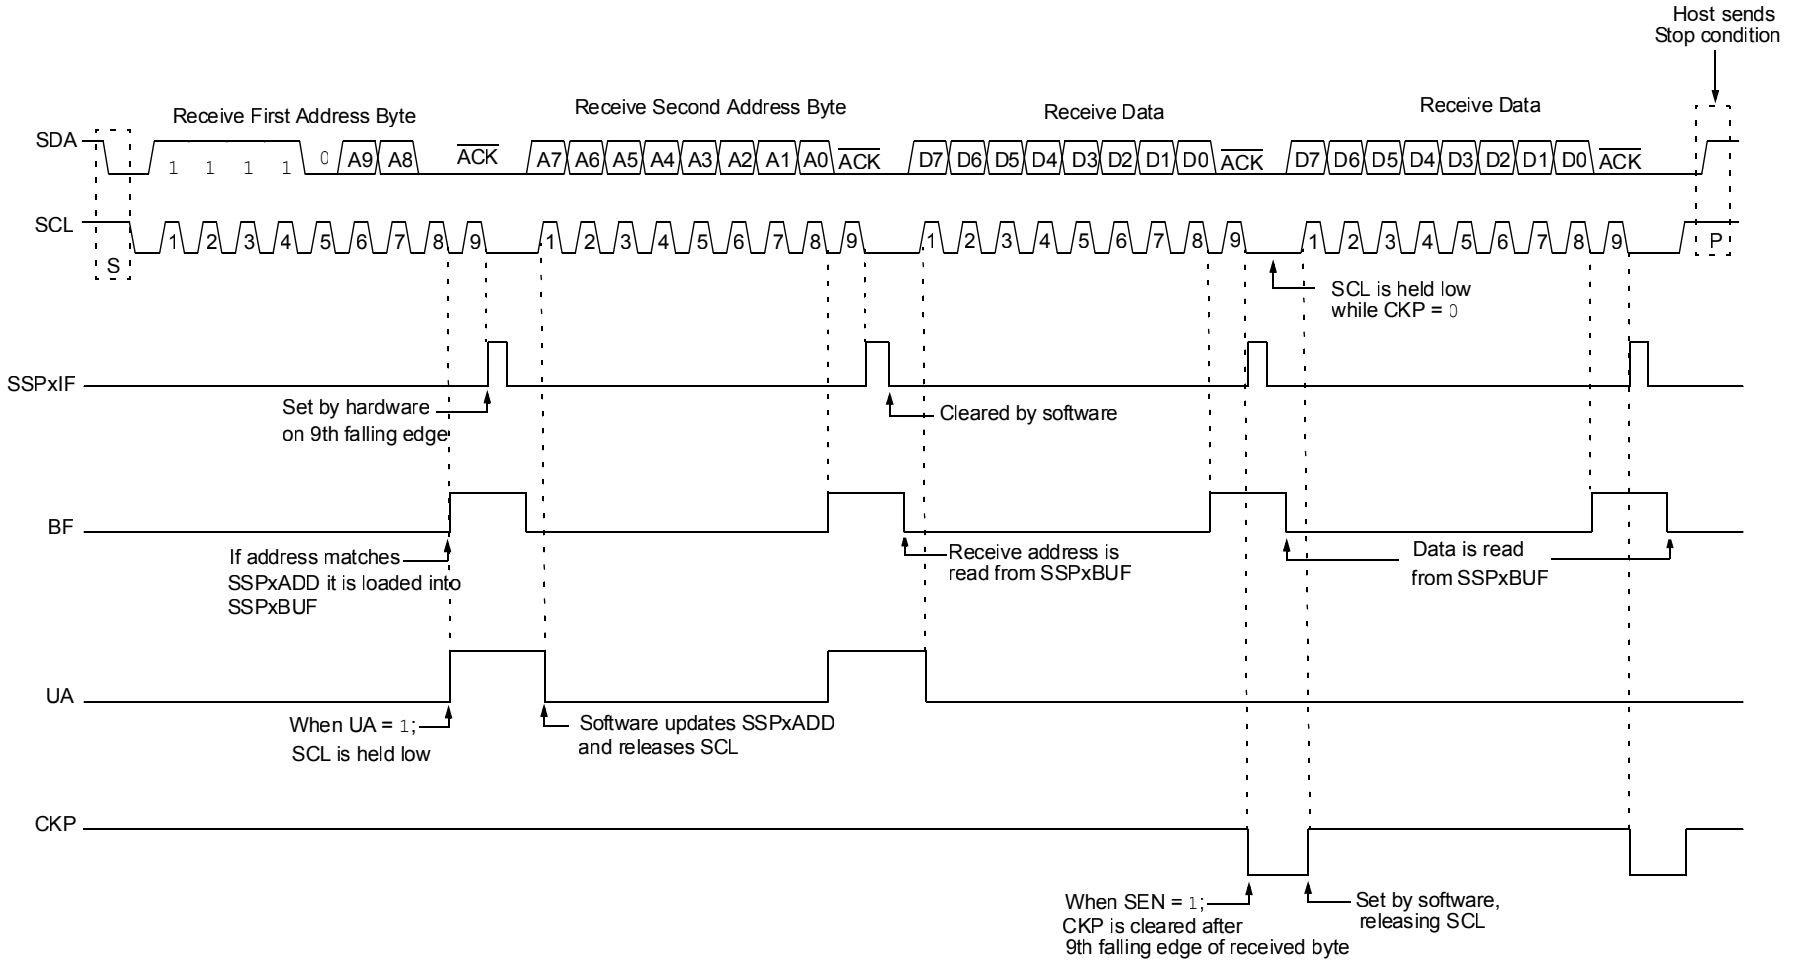 Host sends
Stop condition
Receive First Address Byte
Receive Second Address Byte
Receive Data
Receive Data
SDA
1 1 1 1 0 A9 A8 ACK A7 A6 A5 A4 A3 A2 A1 A0 ACK D7 D6 D5 D4 D3 D2 D1 D0 ACK D7 D6 D5 D4 D3 D2 D1 D0 ACK
SCL
S
1 2 3 4 5 6 7 8 9 1 2 3 4 5 6 7 8 9 1 2 3 4 5 6 7 8 9 1 2 3 4 5 6 7 8 9
P
SCL is held low
while CKP = 0
SSPxIF
Set by hardware
on 9th falling edge
Cleared by software
BF
If address matches
SSPxADD it is loaded into
SSPxBUF
Receive address is
read from SSPxBUF
Data is read
from SSPxBUF
UA
When UA = 1;
SCL is held low
Software updates SSPxADD
and releases SCL
CKP
When SEN = 1;
CKP is cleared after
9th falling edge of received byte
Set by software,
releasing SCL